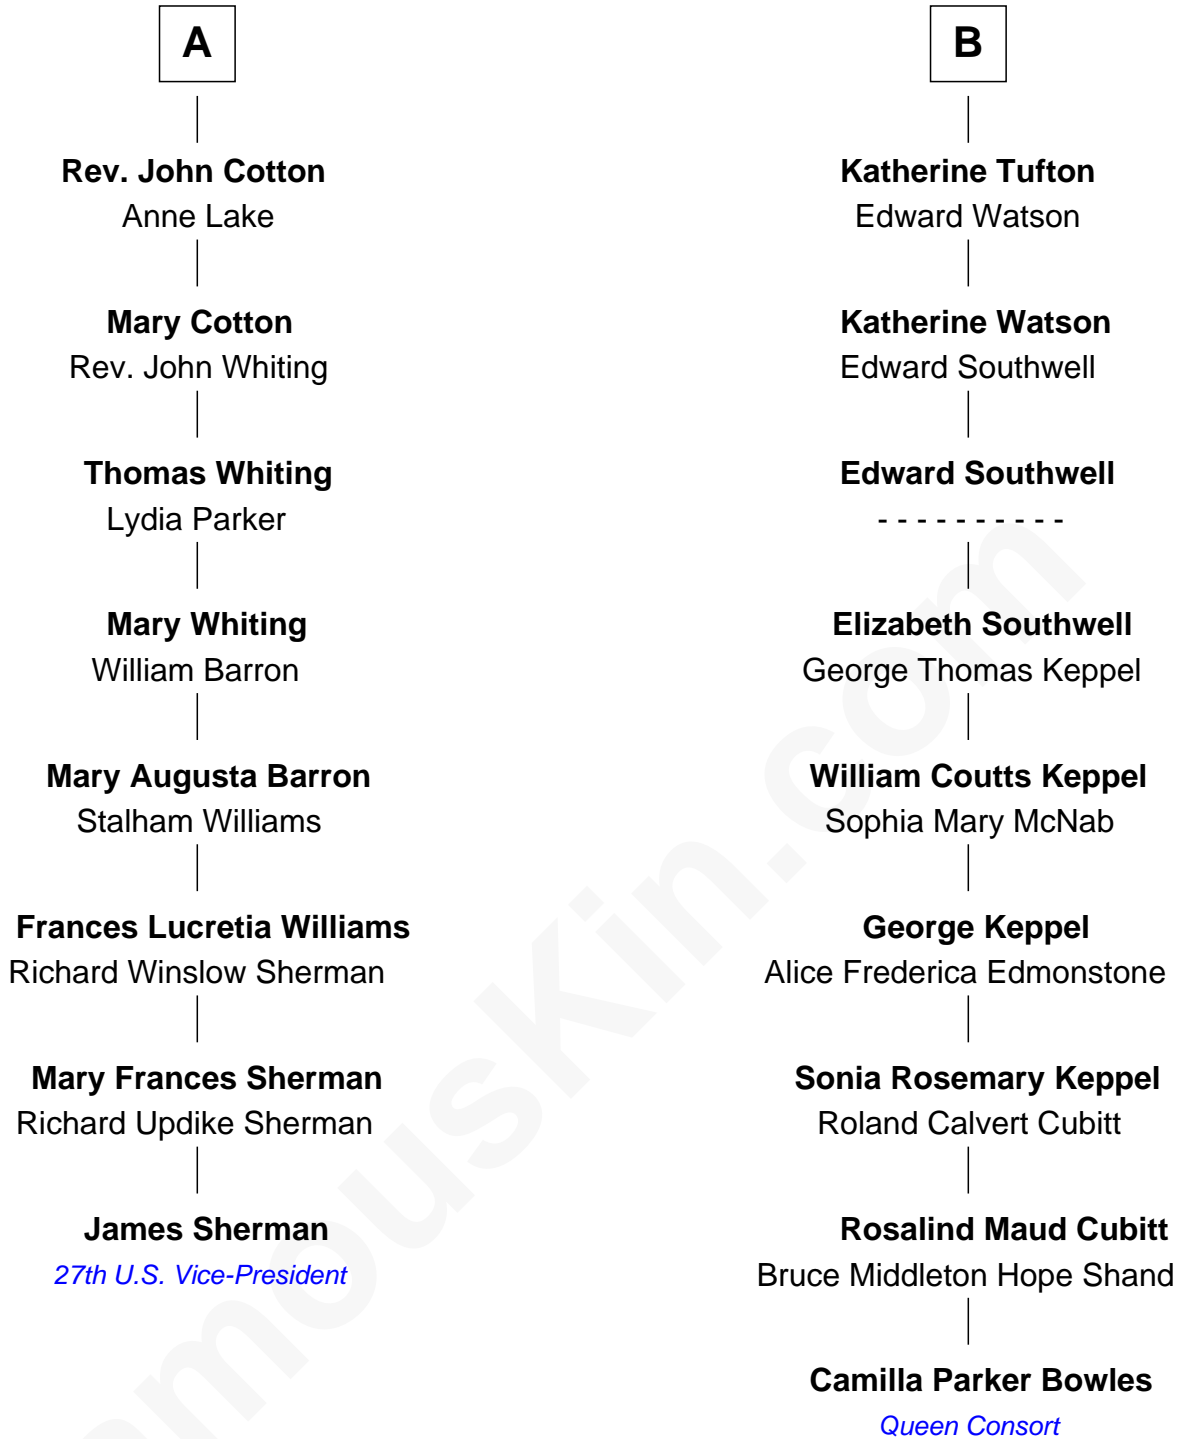 A
Rev. John Cotton
Anne Lake
Mary Cotton
Rev. John Whiting
Thomas Whiting
Lydia Parker
Mary Whiting
William Barron
Mary Augusta Barron
Stalham Williams
Frances Lucretia Williams
Richard Winslow Sherman
Mary Frances Sherman
Richard Updike Sherman
James Sherman
27th U.S. Vice-President
B
Katherine Tufton
Edward Watson
Katherine Watson
Edward Southwell
Edward Southwell
- - - - - - - - - -
Elizabeth Southwell
George Thomas Keppel
William Coutts Keppel
Sophia Mary McNab
George Keppel
Alice Frederica Edmonstone
Sonia Rosemary Keppel
Roland Calvert Cubitt
Rosalind Maud Cubitt
Bruce Middleton Hope Shand
Camilla Parker Bowles
Queen Consort
amouskin.com